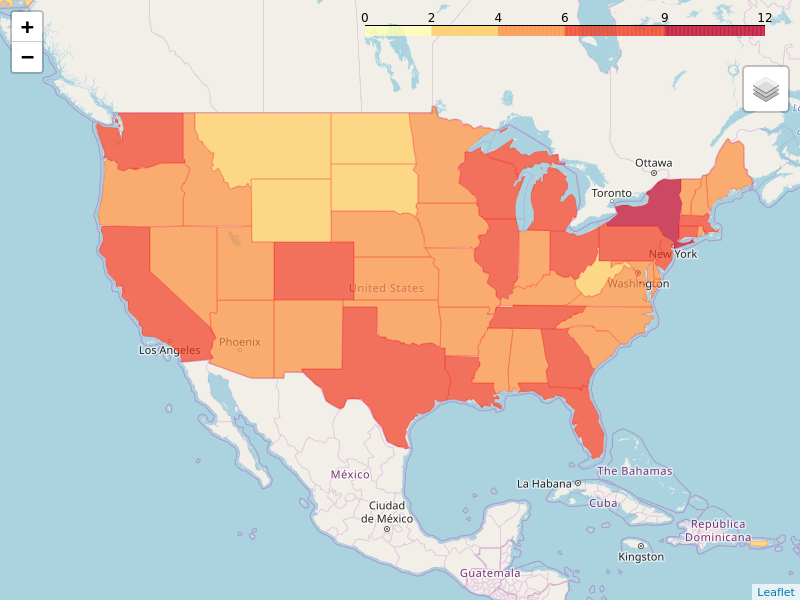 +
−
0 2 4 6 9 12
Ottawa
Toronto
New York
Washington
United States
Phoenix
Los Angeles
México
Ciudad
de México
La Habana
The Bahamas
Cuba
República
Dominicana
Kingston
Guatemala
Leaflet